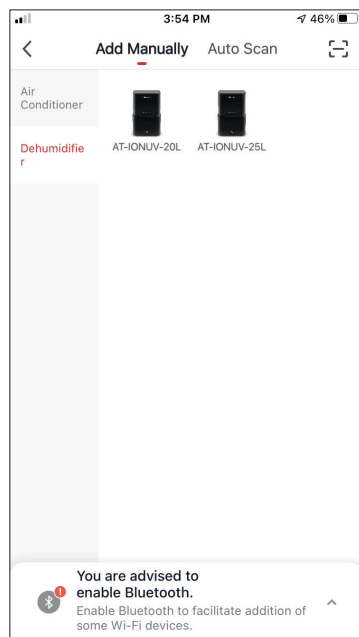 3:54 PM
46%
Add Manually Auto Scan
Air
Conditioner
Dehumidifie
r
AT-IONUV-20L AT-IONUV-25L
You are advised to
enable Bluetooth.
Enable Bluetooth to facilitate addition of
some Wi-Fi devices.